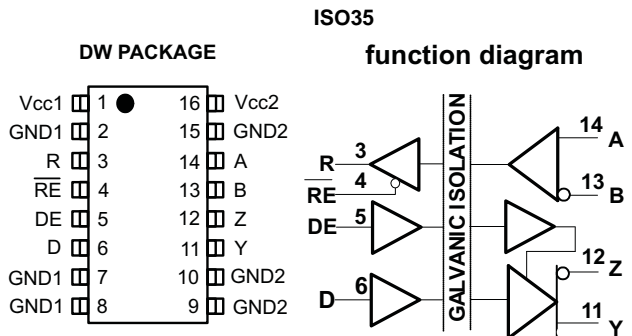 ISO35
DW PACKAGE
function diagram
Vcc1 1 16 Vcc2
GND1 2 15 GND2
R 3 14 A
RE 4 13 B
DE 5 12 Z
D 6 11 Y
GND1 7 10 GND2
GND1 8 9 GND2
GALVANIC ISOLATION
R 3
RE 4
DE 5
D 6
14 A
13 B
12 Z
11 Y